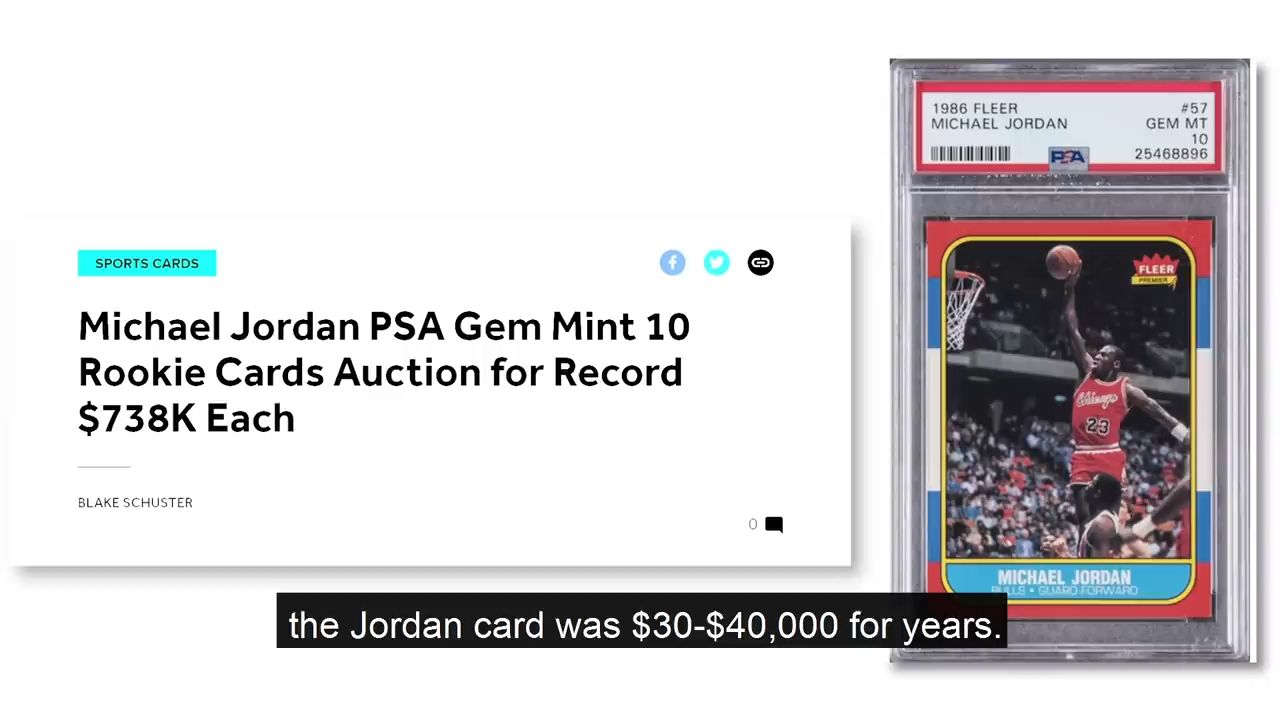 SPORTS CARDS
Michael Jordan PSA Gem Mint 10
Rookie Cards Auction for Record
$738K Each
BLAKE SCHUSTER
0
1986 FLEER #57
MICHAEL JORDAN GEM MT
10
PSA 25468896
FLEER
PREMIER
Chicago
23
MICHAEL JORDAN
BULLS • GUARD-FORWARD
the Jordan card was $30-$40,000 for years.